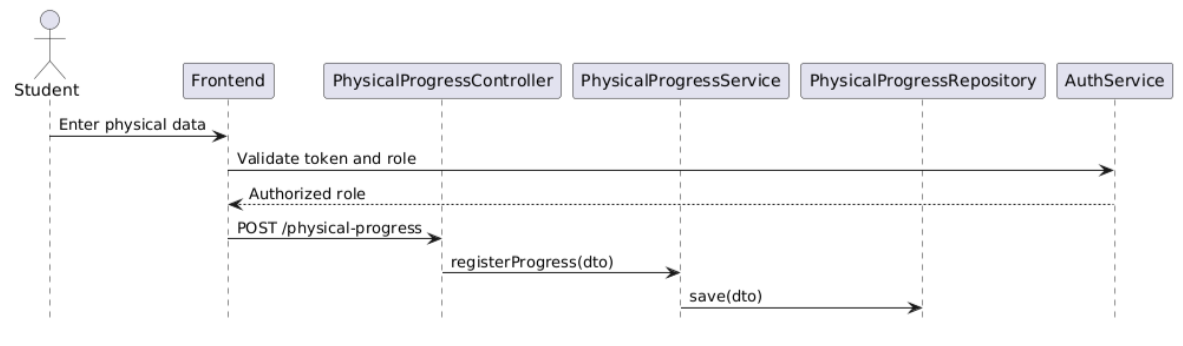 Student
Frontend
PhysicalProgressController
PhysicalProgressService
PhysicalProgressRepository
AuthService
Enter physical data
Validate token and role
Authorized role
POST /physical-progress
registerProgress(dto)
save(dto)